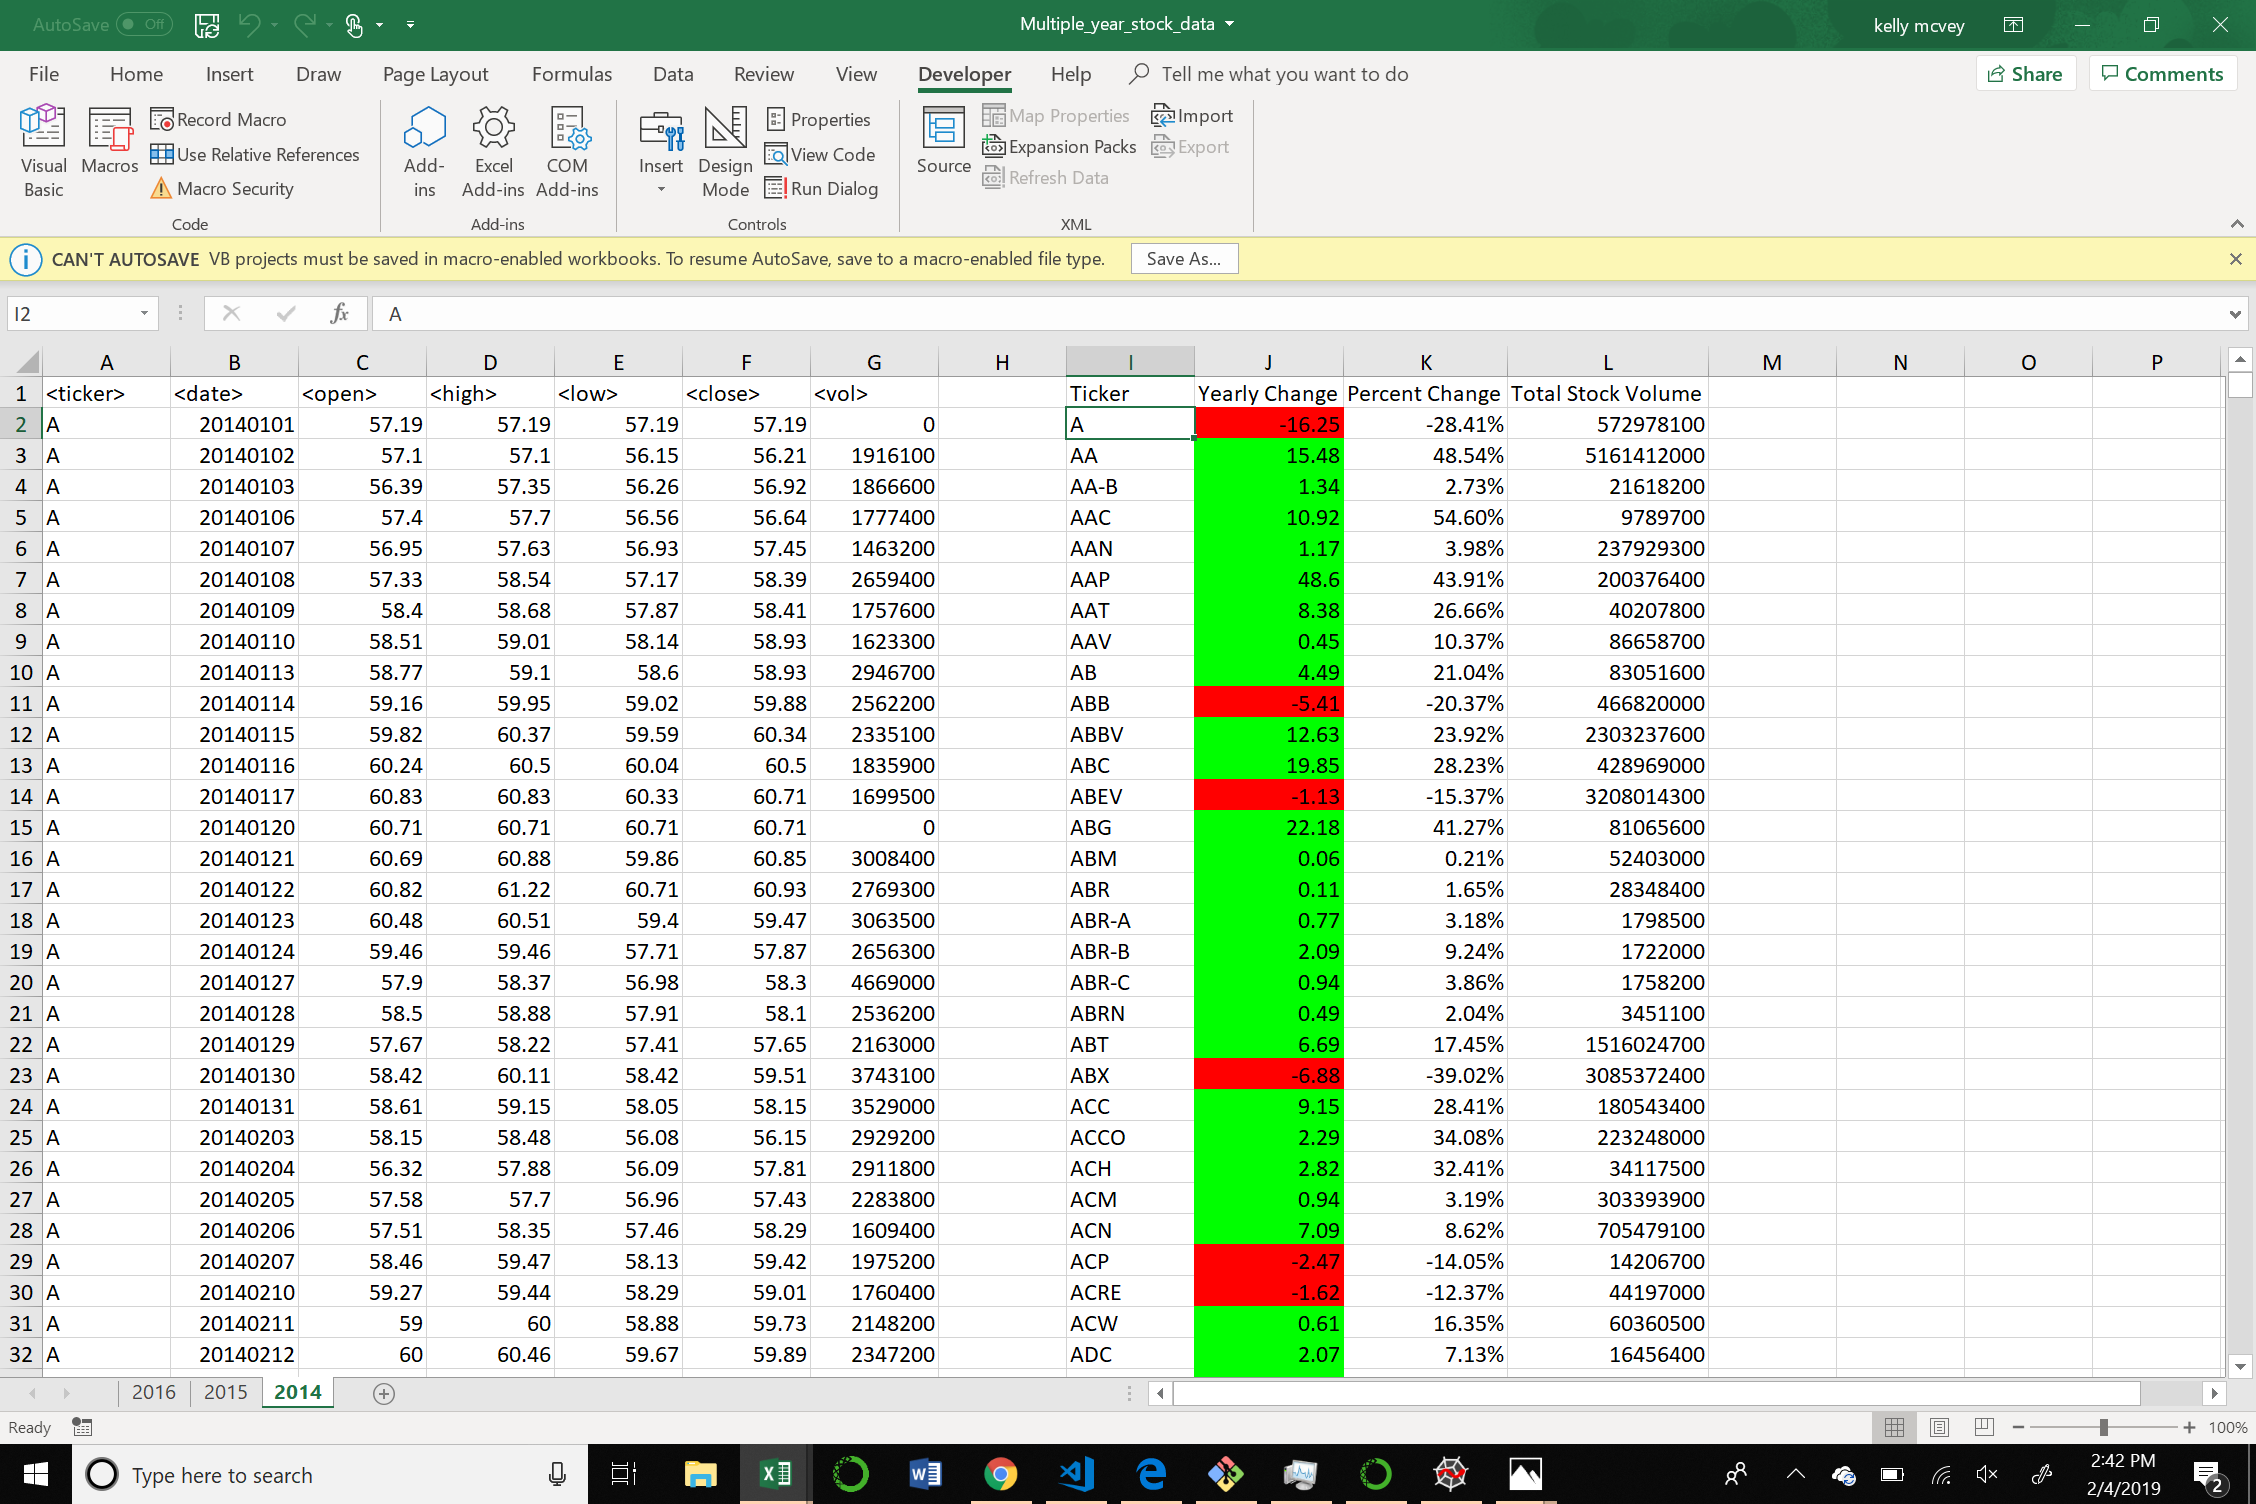 AutoSave Off Multiple_year_stock_data kelly mcvey
File Home Insert Draw Page Layout Formulas Data Review View Developer Help Tell me what you want to do Share Comments
Visual Basic
Macros
Record Macro
Use Relative References
Macro Security
Code
Add-ins
Excel Add-ins
COM Add-ins
Add-ins
Insert
Design Mode
Properties
View Code
Run Dialog
Controls
Source
Map Properties
Expansion Packs
Refresh Data
Import
Export
XML
CAN'T AUTOSAVE VB projects must be saved in macro-enabled workbooks. To resume AutoSave, save to a macro-enabled file type. Save As...
I2 fx A
A B C D E F G H I J K L M N O P
1 <ticker> <date> <open> <high> <low> <close> <vol> Ticker Yearly Change Percent Change Total Stock Volume
2 A 20140101 57.19 57.19 57.19 57.19 0 A -16.25 -28.41% 572978100
3 A 20140102 57.1 57.1 56.15 56.21 1916100 AA 15.48 48.54% 5161412000
4 A 20140103 56.39 57.35 56.26 56.92 1866600 AA-B 1.34 2.73% 21618200
5 A 20140106 57.4 57.7 56.56 56.64 1777400 AAC 10.92 54.60% 9789700
6 A 20140107 56.95 57.63 56.93 57.45 1463200 AAN 1.17 3.98% 237929300
7 A 20140108 57.33 58.54 57.17 58.39 2659400 AAP 48.6 43.91% 200376400
8 A 20140109 58.4 58.68 57.87 58.41 1757600 AAT 8.38 26.66% 40207800
9 A 20140110 58.51 59.01 58.14 58.93 1623300 AAV 0.45 10.37% 86658700
10 A 20140113 58.77 59.1 58.6 58.93 2946700 AB 4.49 21.04% 83051600
11 A 20140114 59.16 59.95 59.02 59.88 2562200 ABB -5.41 -20.37% 466820000
12 A 20140115 59.82 60.37 59.59 60.34 2335100 ABBV 12.63 23.92% 2303237600
13 A 20140116 60.24 60.5 60.04 60.5 1835900 ABC 19.85 28.23% 428969000
14 A 20140117 60.83 60.83 60.33 60.71 1699500 ABEV -1.13 -15.37% 3208014300
15 A 20140120 60.71 60.71 60.71 60.71 0 ABG 22.18 41.27% 81065600
16 A 20140121 60.69 60.88 59.86 60.85 3008400 ABM 0.06 0.21% 52403000
17 A 20140122 60.82 61.22 60.71 60.93 2769300 ABR 0.11 1.65% 28348400
18 A 20140123 60.48 60.51 59.4 59.47 3063500 ABR-A 0.77 3.18% 1798500
19 A 20140124 59.46 59.46 57.71 57.87 2656300 ABR-B 2.09 9.24% 1722000
20 A 20140127 57.9 58.37 56.98 58.3 4669000 ABR-C 0.94 3.86% 1758200
21 A 20140128 58.5 58.88 57.91 58.1 2536200 ABRN 0.49 2.04% 3451100
22 A 20140129 57.67 58.22 57.41 57.65 2163000 ABT 6.69 17.45% 1516024700
23 A 20140130 58.42 60.11 58.42 59.51 3743100 ABX -6.88 -39.02% 3085372400
24 A 20140131 58.61 59.15 58.05 58.15 3529000 ACC 9.15 28.41% 180543400
25 A 20140203 58.15 58.48 56.08 56.15 2929200 ACCO 2.29 34.08% 223248000
26 A 20140204 56.32 57.88 56.09 57.81 2911800 ACH 2.82 32.41% 34117500
27 A 20140205 57.58 57.7 56.96 57.43 2283800 ACM 0.94 3.19% 303393900
28 A 20140206 57.51 58.35 57.46 58.29 1609400 ACN 7.09 8.62% 705479100
29 A 20140207 58.46 59.47 58.13 59.42 1975200 ACP -2.47 -14.05% 14206700
30 A 20140210 59.27 59.44 58.29 59.01 1760400 ACRE -1.62 -12.37% 44197000
31 A 20140211 59 60 58.88 59.73 2148200 ACW 0.61 16.35% 60360500
32 A 20140212 60 60.46 59.67 59.89 2347200 ADC 2.07 7.13% 16456400
2016 2015 2014
Ready 100%
Type here to search
2:42 PM
2/4/2019
2